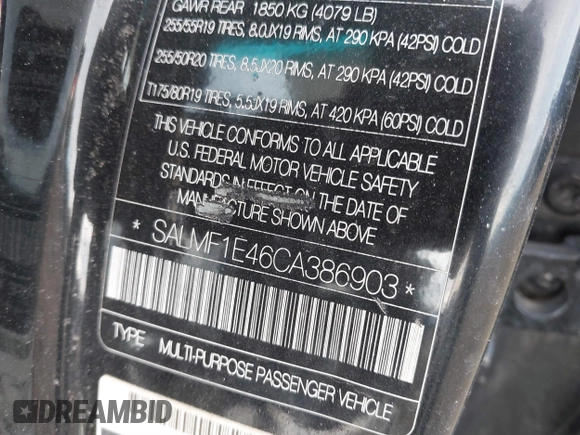 GAWR REAR 1850 KG (4079 LB)
255/55R19 TIRES, 8.0JX19 RIMS, AT 290 KPA (42PSI) COLD
255/50R20 TIRES, 8.5JX20 RIMS, AT 290 KPA (42PSI) COLD
T175/80R19 TIRES, 5.5JX19 RIMS, AT 420 KPA (60PSI) COLD
THIS VEHICLE CONFORMS TO ALL APPLICABLE
U.S. FEDERAL MOTOR VEHICLE SAFETY
STANDARDS IN EFFECT ON THE DATE OF
MANUFACTURE SHOWN ABOVE
* SALMF1E46CA386903 *
TYPE MULTI-PURPOSE PASSENGER VEHICLE
DREAMBID